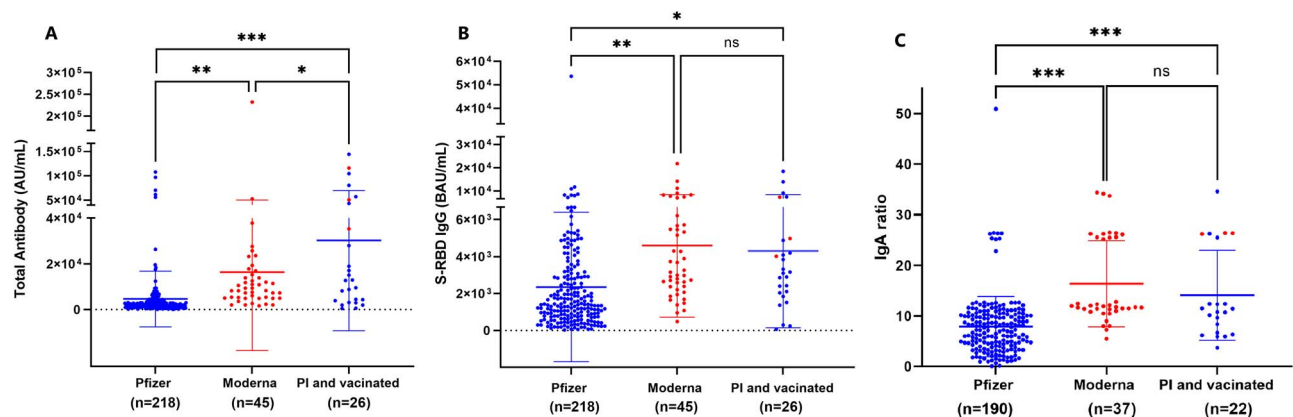 A
***
**
*
Total Antibody (AU/mL)
3×10⁵
2.5×10⁵
2×10⁵
1.5×10⁵
1×10⁵
5×10⁴
4×10⁴
2×10⁴
0
Pfizer
(n=218)
Moderna
(n=45)
PI and vacinated
(n=26)
B
*
**
ns
S-RBD IgG (BAU/mL)
6×10⁴
4×10⁴
2×10⁴
2×10⁴
1×10⁴
6×10³
4×10³
2×10³
0
Pfizer
(n=218)
Moderna
(n=45)
PI and vacinated
(n=26)
C
***
***
ns
IgA ratio
50
40
30
20
10
0
Pfizer
(n=190)
Moderna
(n=37)
PI and vacinated
(n=22)